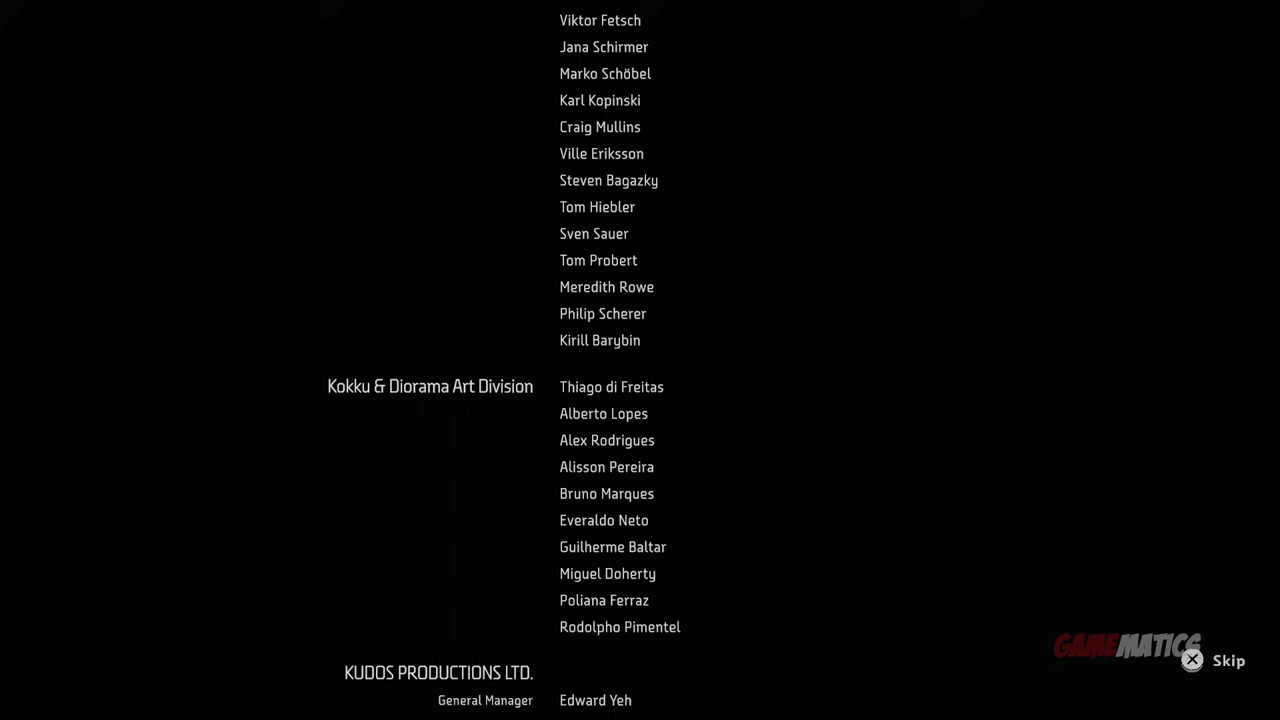 Viktor Fetsch
Jana Schirmer
Marko Schöbel
Karl Kopinski
Craig Mullins
Ville Eriksson
Steven Bagazky
Tom Hiebler
Sven Sauer
Tom Probert
Meredith Rowe
Philip Scherer
Kirill Barybin
Kokku & Diorama Art Division Thiago di Freitas
Alberto Lopes
Alex Rodrigues
Alisson Pereira
Bruno Marques
Everaldo Neto
Guilherme Baltar
Miguel Doherty
Poliana Ferraz
Rodolpho Pimentel
GAMEMATICS
Skip
KUDOS PRODUCTIONS LTD.
General Manager Edward Yeh